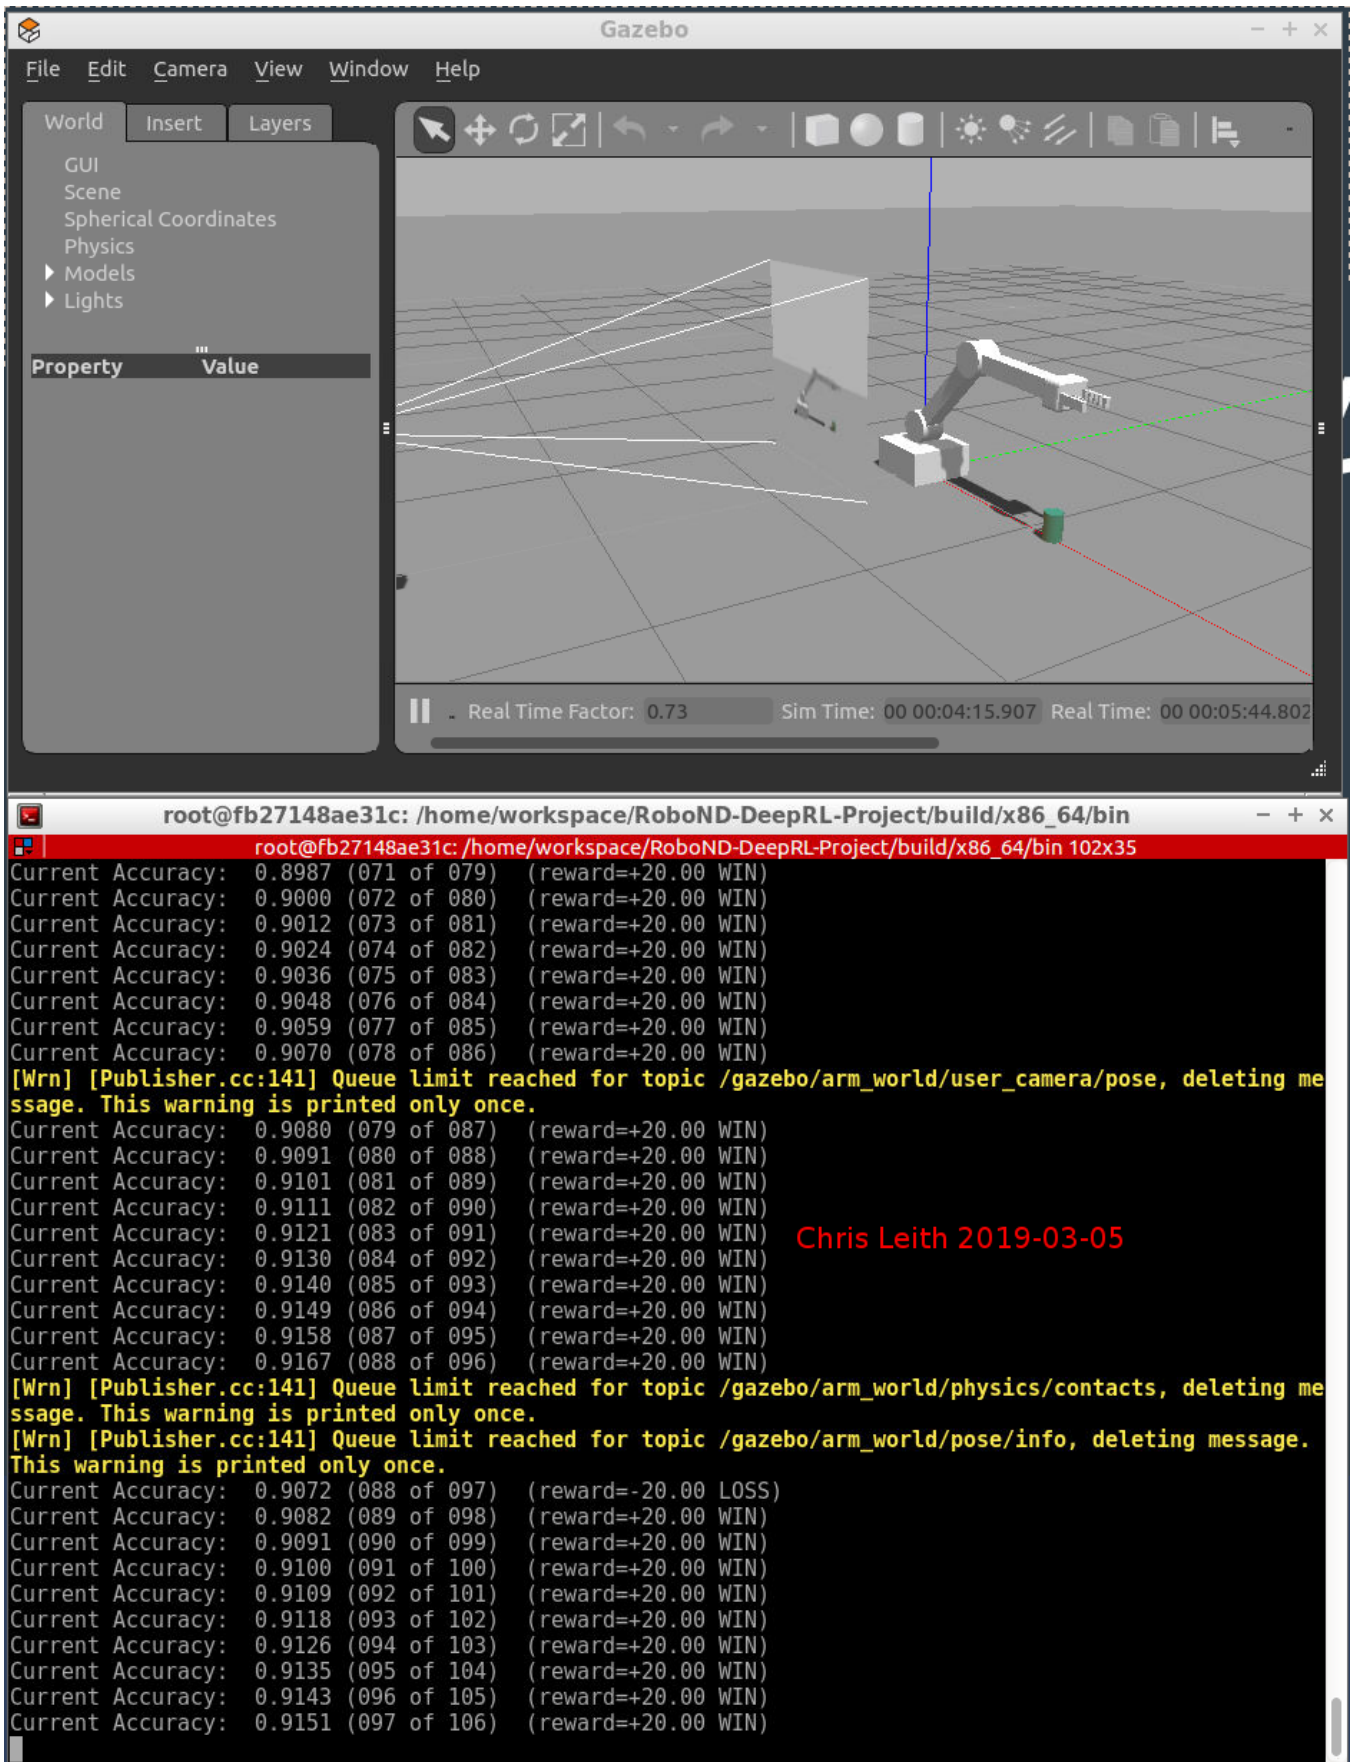 Gazebo
File Edit Camera View Window Help
World Insert Layers
GUI
Scene
Spherical Coordinates
Physics
Models
Lights
Property Value
Real Time Factor: 0.73 Sim Time: 00 00:04:15.907 Real Time: 00 00:05:44.802
root@fb27148ae31c: /home/workspace/RoboND-DeepRL-Project/build/x86_64/bin
root@fb27148ae31c: /home/workspace/RoboND-DeepRL-Project/build/x86_64/bin 102x35
Current Accuracy: 0.8987 (071 of 079) (reward=+20.00 WIN)
Current Accuracy: 0.9000 (072 of 080) (reward=+20.00 WIN)
Current Accuracy: 0.9012 (073 of 081) (reward=+20.00 WIN)
Current Accuracy: 0.9024 (074 of 082) (reward=+20.00 WIN)
Current Accuracy: 0.9036 (075 of 083) (reward=+20.00 WIN)
Current Accuracy: 0.9048 (076 of 084) (reward=+20.00 WIN)
Current Accuracy: 0.9059 (077 of 085) (reward=+20.00 WIN)
Current Accuracy: 0.9070 (078 of 086) (reward=+20.00 WIN)
[Wrn] [Publisher.cc:141] Queue limit reached for topic /gazebo/arm_world/user_camera/pose, deleting me
ssage. This warning is printed only once.
Current Accuracy: 0.9080 (079 of 087) (reward=+20.00 WIN)
Current Accuracy: 0.9091 (080 of 088) (reward=+20.00 WIN)
Current Accuracy: 0.9101 (081 of 089) (reward=+20.00 WIN)
Current Accuracy: 0.9111 (082 of 090) (reward=+20.00 WIN)
Current Accuracy: 0.9121 (083 of 091) (reward=+20.00 WIN)
Chris Leith 2019-03-05
Current Accuracy: 0.9130 (084 of 092) (reward=+20.00 WIN)
Current Accuracy: 0.9140 (085 of 093) (reward=+20.00 WIN)
Current Accuracy: 0.9149 (086 of 094) (reward=+20.00 WIN)
Current Accuracy: 0.9158 (087 of 095) (reward=+20.00 WIN)
Current Accuracy: 0.9167 (088 of 096) (reward=+20.00 WIN)
[Wrn] [Publisher.cc:141] Queue limit reached for topic /gazebo/arm_world/physics/contacts, deleting me
ssage. This warning is printed only once.
[Wrn] [Publisher.cc:141] Queue limit reached for topic /gazebo/arm_world/pose/info, deleting message.
This warning is printed only once.
Current Accuracy: 0.9072 (088 of 097) (reward=-20.00 LOSS)
Current Accuracy: 0.9082 (089 of 098) (reward=+20.00 WIN)
Current Accuracy: 0.9091 (090 of 099) (reward=+20.00 WIN)
Current Accuracy: 0.9100 (091 of 100) (reward=+20.00 WIN)
Current Accuracy: 0.9109 (092 of 101) (reward=+20.00 WIN)
Current Accuracy: 0.9118 (093 of 102) (reward=+20.00 WIN)
Current Accuracy: 0.9126 (094 of 103) (reward=+20.00 WIN)
Current Accuracy: 0.9135 (095 of 104) (reward=+20.00 WIN)
Current Accuracy: 0.9143 (096 of 105) (reward=+20.00 WIN)
Current Accuracy: 0.9151 (097 of 106) (reward=+20.00 WIN)